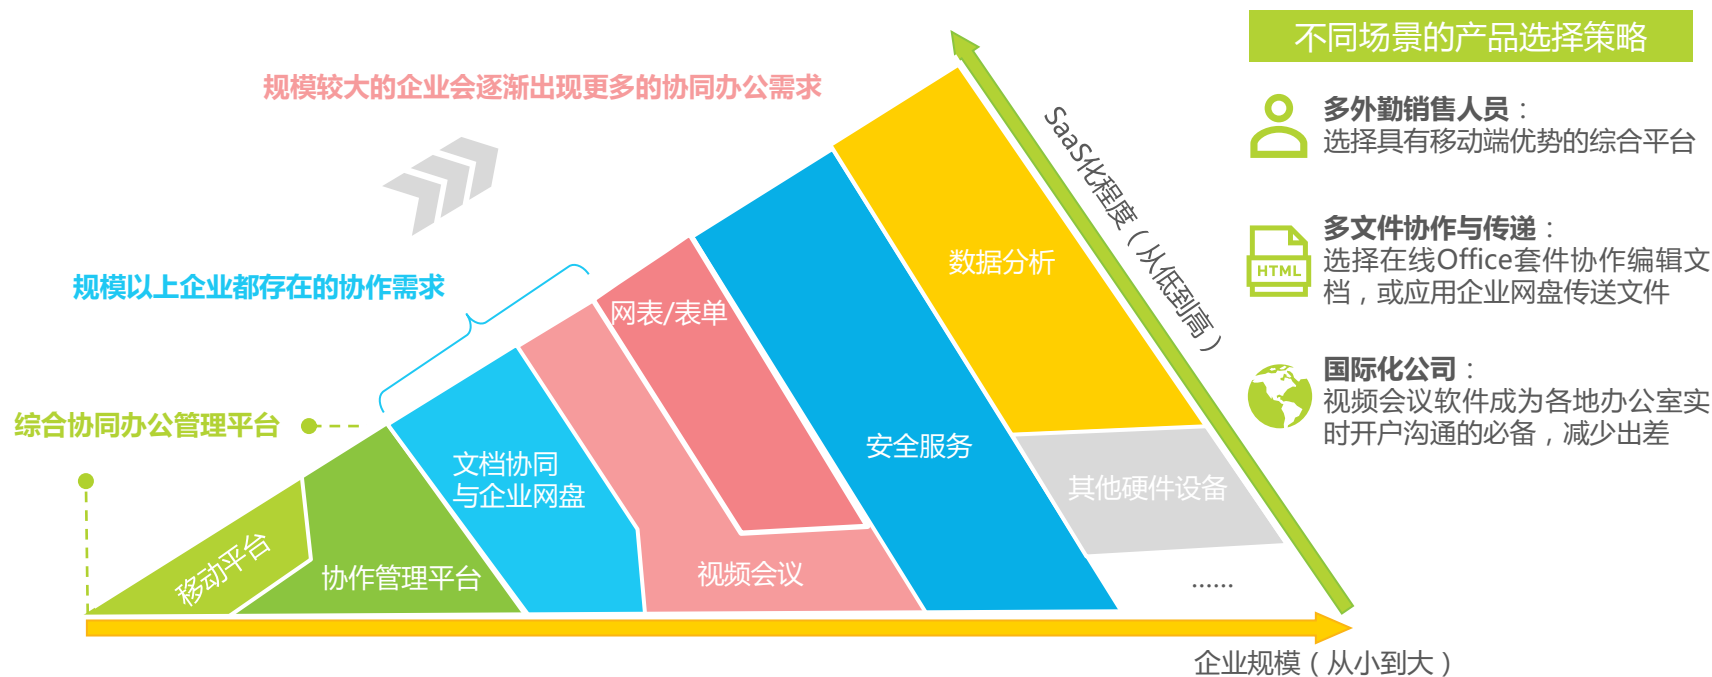 不同场景的产品选择策略
规模较大的企业会逐渐出现更多的协同办公需求
多外勤销售人员：
选择具有移动端优势的综合平台
SaaS化程度（从低到高）
多文件协作与传递：
选择在线Office套件协作编辑文
档，或应用企业网盘传送文件
HTML
规模以上企业都存在的协作需求
数据分析
网表/表单
国际化公司：
视频会议软件成为各地办公室实
时开户沟通的必备，减少出差
综合协同办公管理平台
安全服务
文档协同
与企业网盘
其他硬件设备
移动平台
协作管理平台
视频会议
......
企业规模（从小到大）